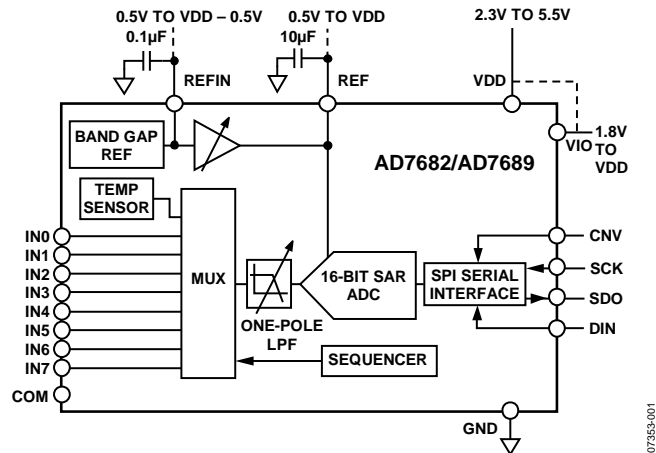 0.5V TO VDD – 0.5V
0.5V TO VDD
2.3V TO 5.5V
0.1µF
10µF
REFIN
REF
VDD
BAND GAP
REF
AD7682/AD7689
VIO
1.8V
TO
VDD
TEMP
SENSOR
IN0
IN1
IN2
IN3
IN4
IN5
IN6
IN7
COM
MUX
ONE-POLE
LPF
16-BIT SAR
ADC
SPI SERIAL
INTERFACE
CNV
SCK
SDO
DIN
SEQUENCER
GND
07353-001